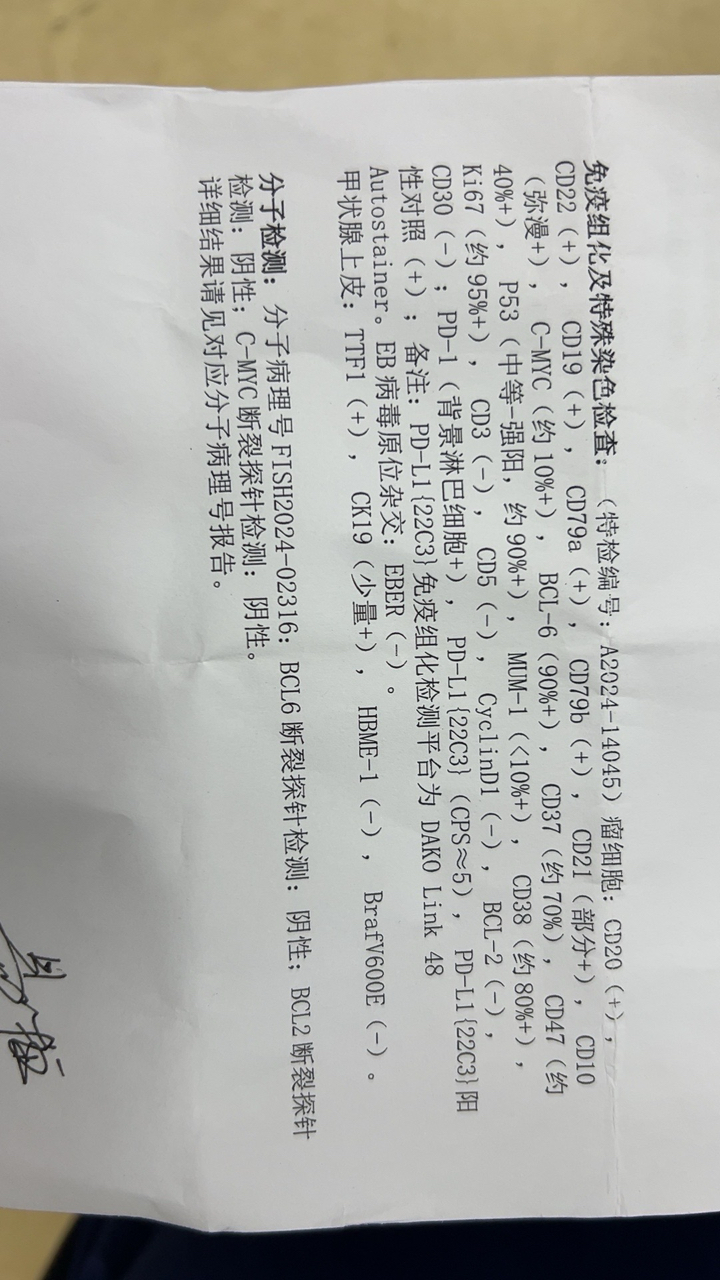 免疫组化及特殊染色检查：（特检编号：A2024-14045）瘤细胞：CD20（+），
CD22（+），CD19（+），CD79a（+），CD79b（+），CD21（部分+），CD10
（弥漫+），C-MYC（约10%+），BCL-6（90%+），CD37（约70%），CD47（约
40%+），P53（中等-强阳，约90%+），MUM-1（<10%+），CD38（约80%+），
Ki67（约95%+），CD3（-），CD5（-），CyclinD1（-），BCL-2（-），
CD30（-）；PD-1（背景淋巴细胞+），PD-L1{22C3}（CPS≈5），PD-L1{22C3}阳
性对照（+）；备注：PD-L1{22C3}免疫组化检测平台为 DAKO Link 48
Autostainer。EB病毒原位杂交：EBER（-）。
甲状腺上皮：TTF1（+），CK19（少量+），HBME-1（-），BrafV600E（-）。
分子检测：分子病理号FISH2024-02316：BCL6断裂探针检测：阴性；BCL2断裂探针
检测：阴性；C-MYC断裂探针检测：阴性。
详细结果请见对应分子病理号报告。